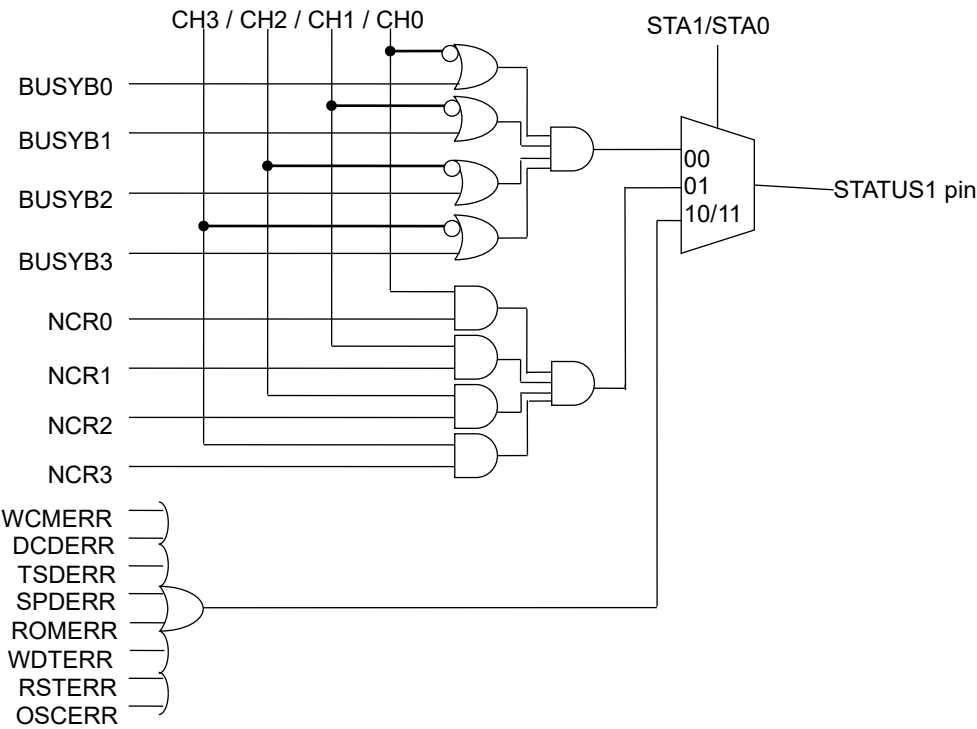 CH3 / CH2 / CH1 / CH0
STA1/STA0
BUSYB0
BUSYB1
BUSYB2
BUSYB3
00
01
10/11
STATUS1 pin
NCR0
NCR1
NCR2
NCR3
WCMERR
DCDERR
TSDERR
SPDERR
ROMERR
WDTERR
RSTERR
OSCERR